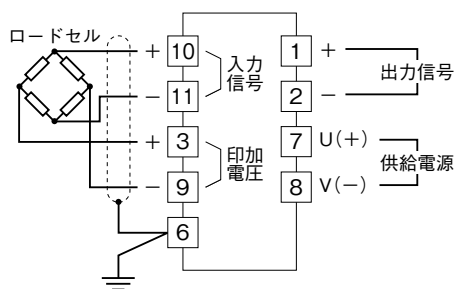 ロードセル
+ 10 入力
信号
− 11
+ 3 印加
電圧
− 9
6
1 + 出力信号
2 −
7 U(+) 供給電源
8 V(−)